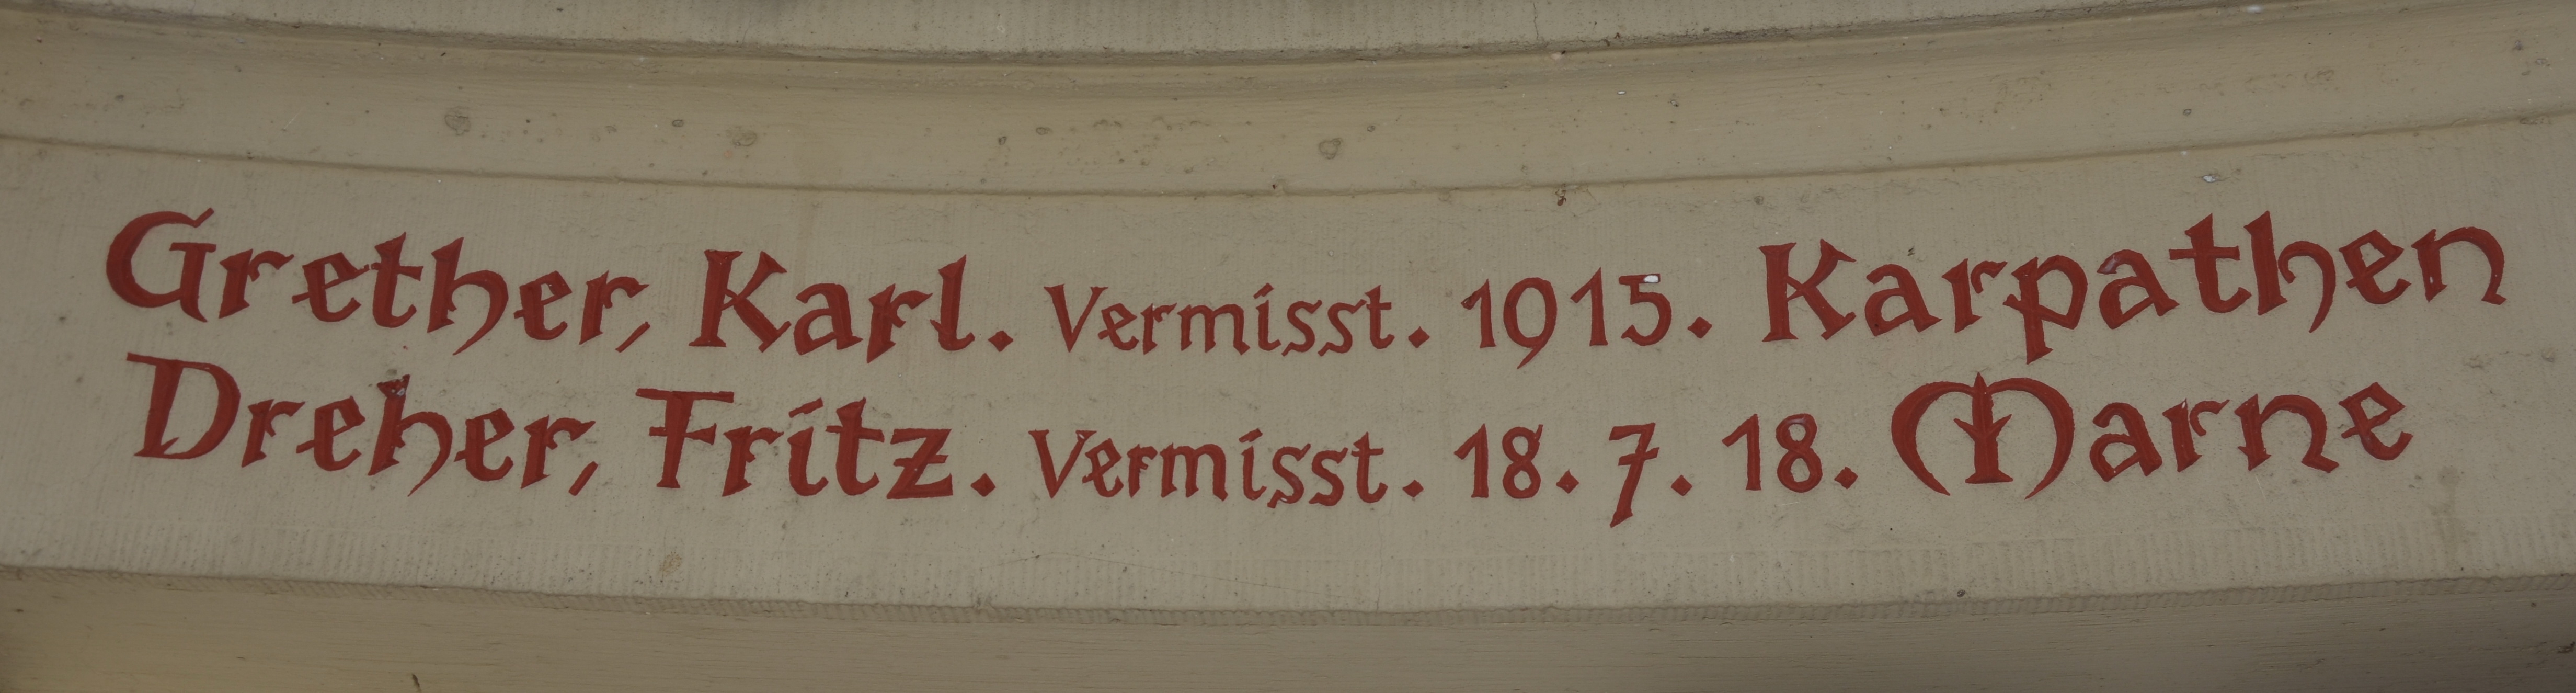 Grether, Karl. Vermisst. 1915. Karpathen
Dreher, Fritz. Vermisst. 18. 7. 18. Marne